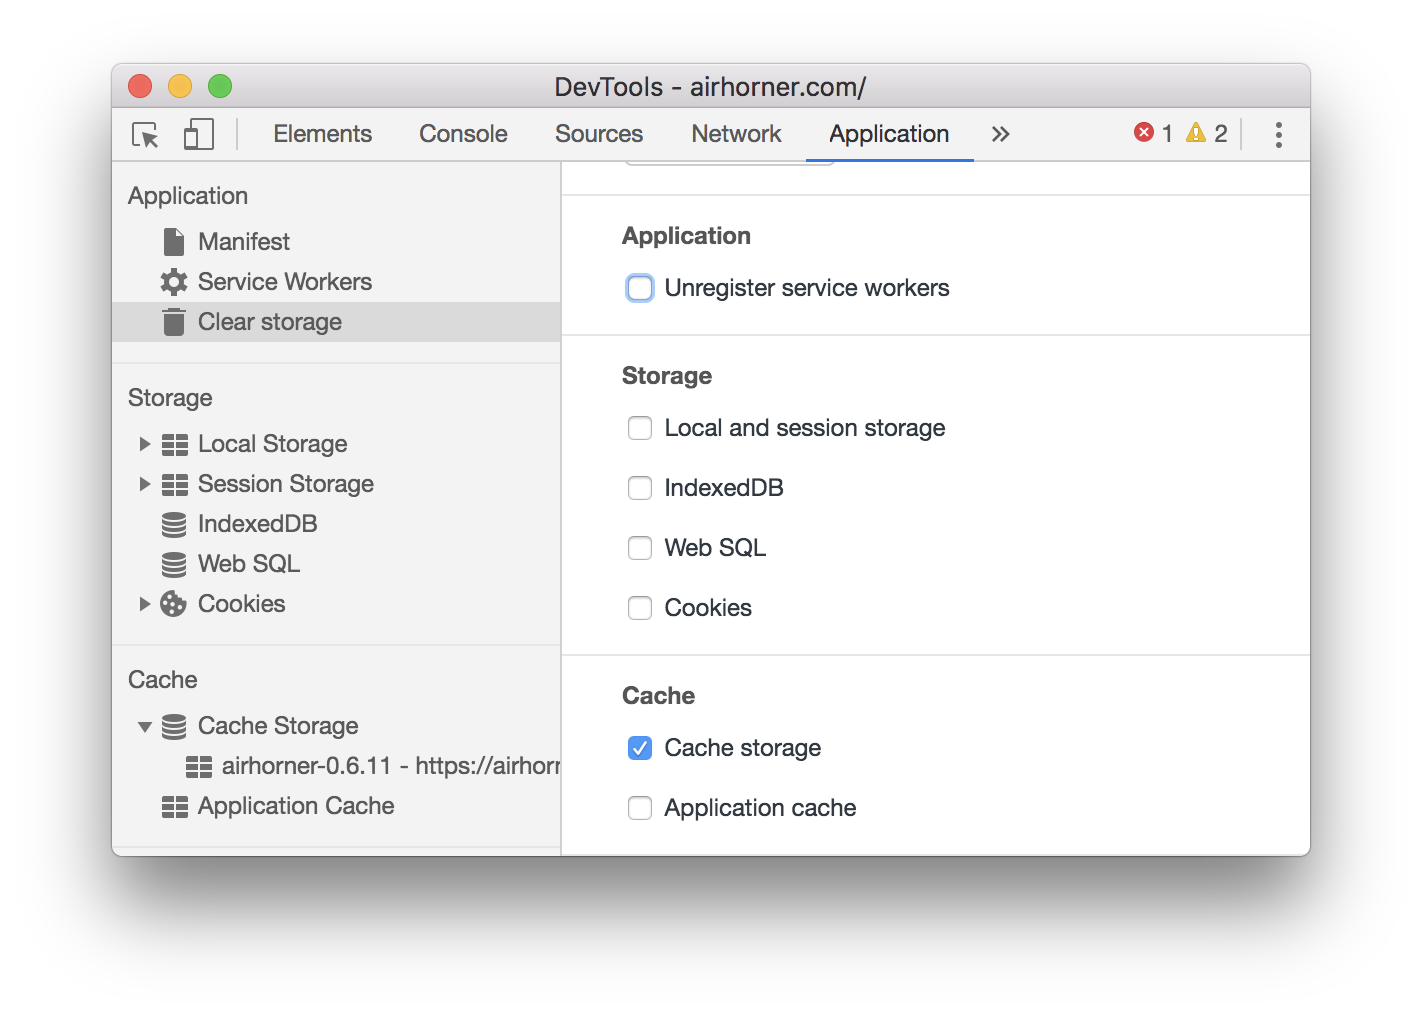 DevTools - airhorner.com/
Elements Console Sources Network Application » 1 2
Application
Manifest
Service Workers
Clear storage
Storage
Local Storage
Session Storage
IndexedDB
Web SQL
Cookies
Cache
Cache Storage
airhorner-0.6.11 - https://airhorr
Application Cache
Application
Unregister service workers
Storage
Local and session storage
IndexedDB
Web SQL
Cookies
Cache
Cache storage
Application cache